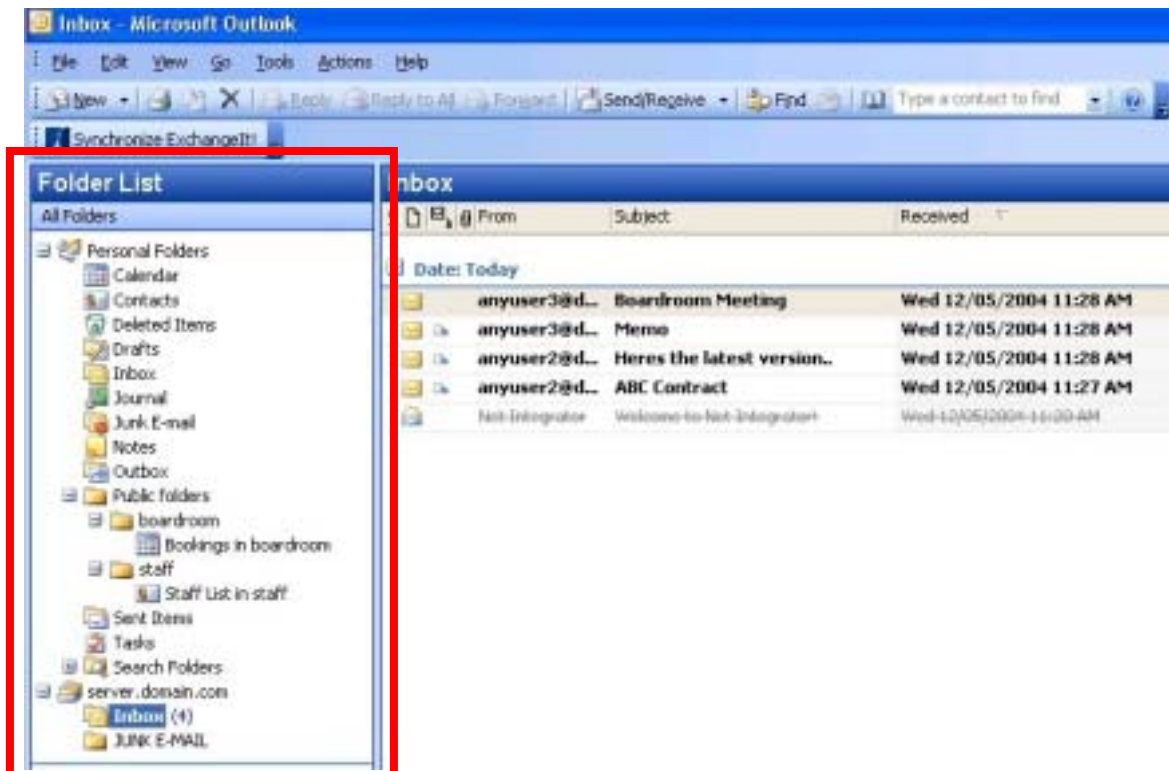 Inbox - Microsoft Outlook
File Edit View Go Tools Actions Help
New Reply Reply to All Forward Send/Receive Find Type a contact to find
Synchronize ExchangeIt!
Folder List
Inbox
All Folders
From Subject Received
Personal Folders
Calendar
Contacts
Deleted Items
Drafts
Inbox
Journal
Junk E-mail
Notes
Outbox
Public folders
boardroom
Bookings in boardroom
staff
Staff List in staff
Sent Items
Tasks
Search Folders
server.domain.com
Inbox (4)
JUNK E-MAIL
Date: Today
anyuser3@d... Boardroom Meeting Wed 12/05/2004 11:28 AM
anyuser3@d... Memo Wed 12/05/2004 11:28 AM
anyuser2@d... Heres the latest version.. Wed 12/05/2004 11:28 AM
anyuser2@d... ABC Contract Wed 12/05/2004 11:27 AM
Net Integrator Welcome to Net Integrator! Wed 12/05/2004 11:20 AM